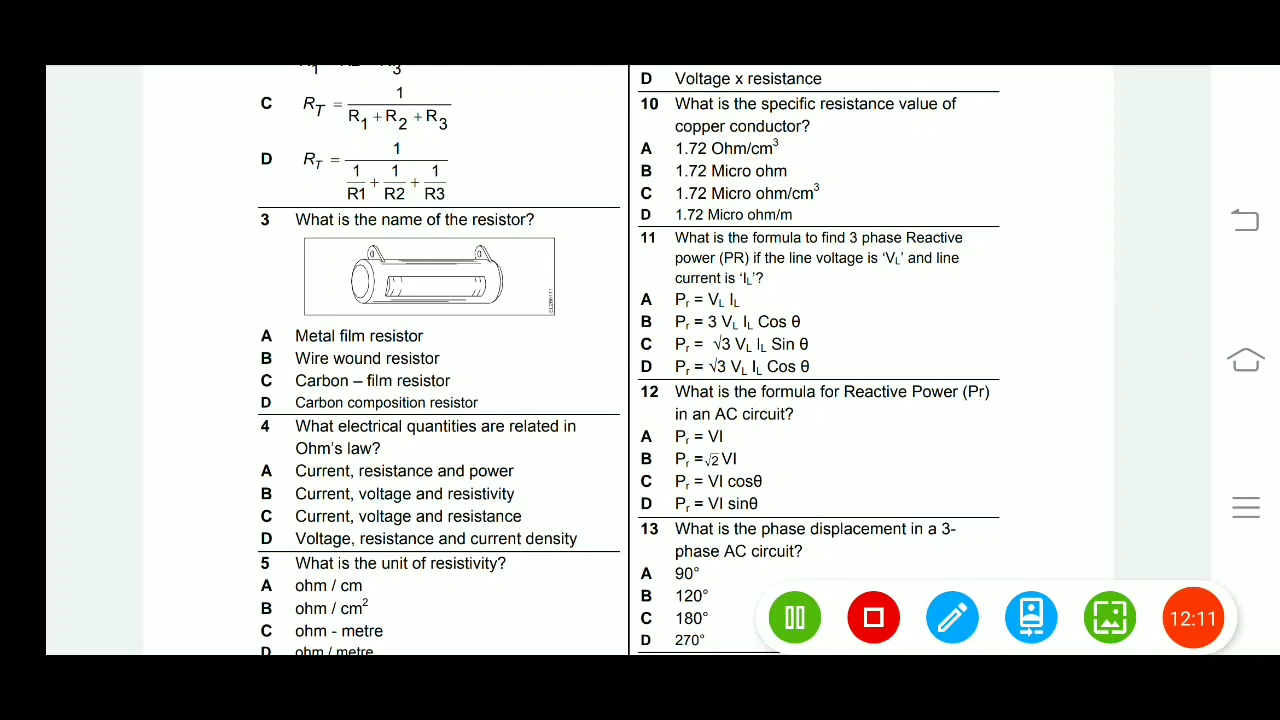 C R_T = 1 / (R1 + R2 + R3)
D R_T = 1 / (1/R1 + 1/R2 + 1/R3)
3 What is the name of the resistor?
A Metal film resistor
B Wire wound resistor
C Carbon – film resistor
D Carbon composition resistor
4 What electrical quantities are related in
Ohm's law?
A Current, resistance and power
B Current, voltage and resistivity
C Current, voltage and resistance
D Voltage, resistance and current density
5 What is the unit of resistivity?
A ohm / cm
B ohm / cm²
C ohm - metre
D ohm / metre
D Voltage x resistance
10 What is the specific resistance value of
copper conductor?
A 1.72 Ohm/cm³
B 1.72 Micro ohm
C 1.72 Micro ohm/cm³
D 1.72 Micro ohm/m
11 What is the formula to find 3 phase Reactive
power (PR) if the line voltage is ‘V_L’ and line
current is ‘I_L’?
A P_r = V_L I_L
B P_r = 3 V_L I_L Cos θ
C P_r = √3 V_L I_L Sin θ
D P_r = √3 V_L I_L Cos θ
12 What is the formula for Reactive Power (Pr)
in an AC circuit?
A P_r = VI
B P_r =√2 VI
C P_r = VI cosθ
D P_r = VI sinθ
13 What is the phase displacement in a 3-
phase AC circuit?
A 90°
B 120°
C 180°
D 270°
12:11